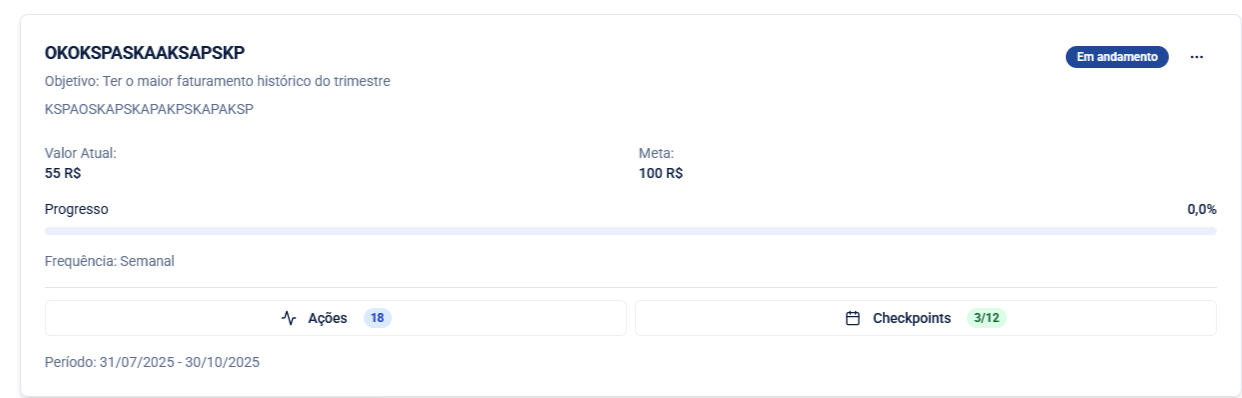 OKOKSPASKAAKSAPSKP
Em andamento
...
Objetivo: Ter o maior faturamento histórico do trimestre
KSPAOSKAPSKAPAKPSKAPAKSP
Valor Atual:
Meta:
55 R$
100 R$
Progresso
0,0%
Frequência: Semanal
Ações 18
Checkpoints 3/12
Período: 31/07/2025 - 30/10/2025